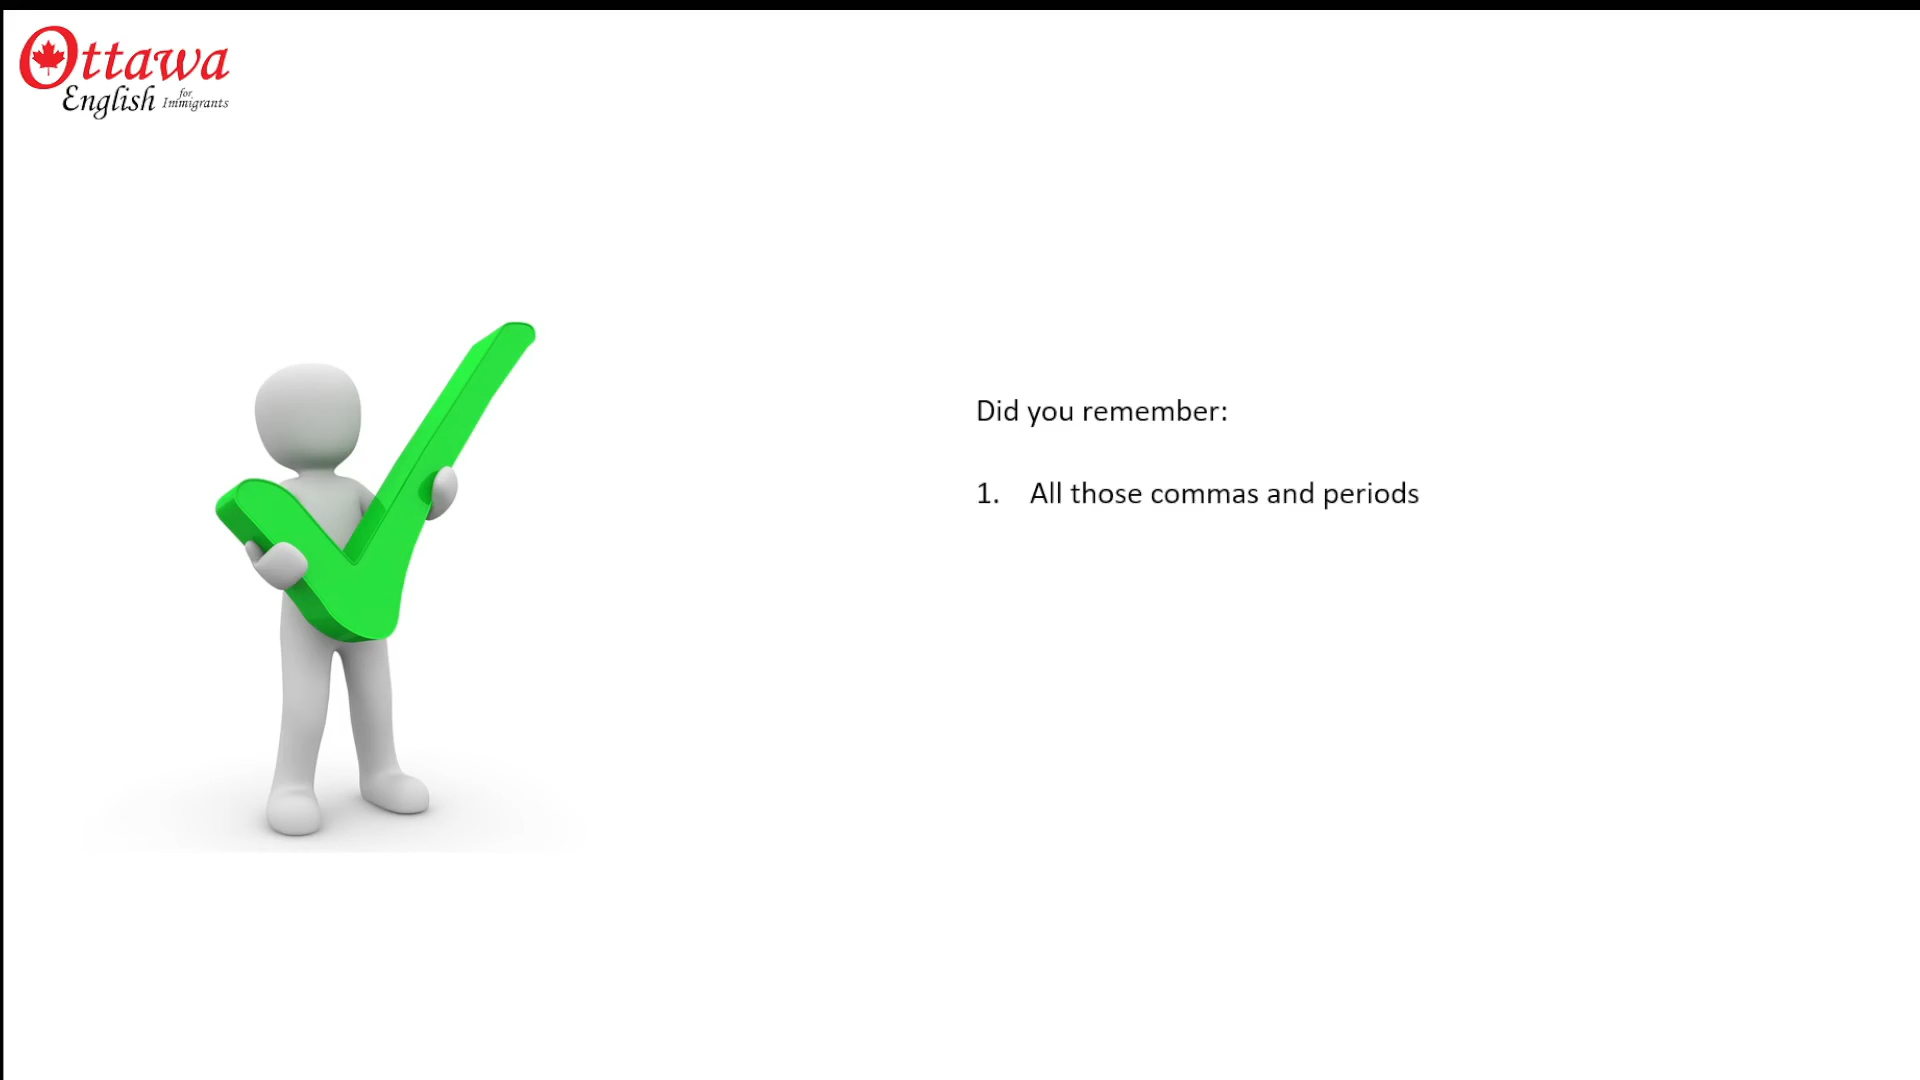 Ottawa
English for Immigrants
Did you remember:
1. All those commas and periods